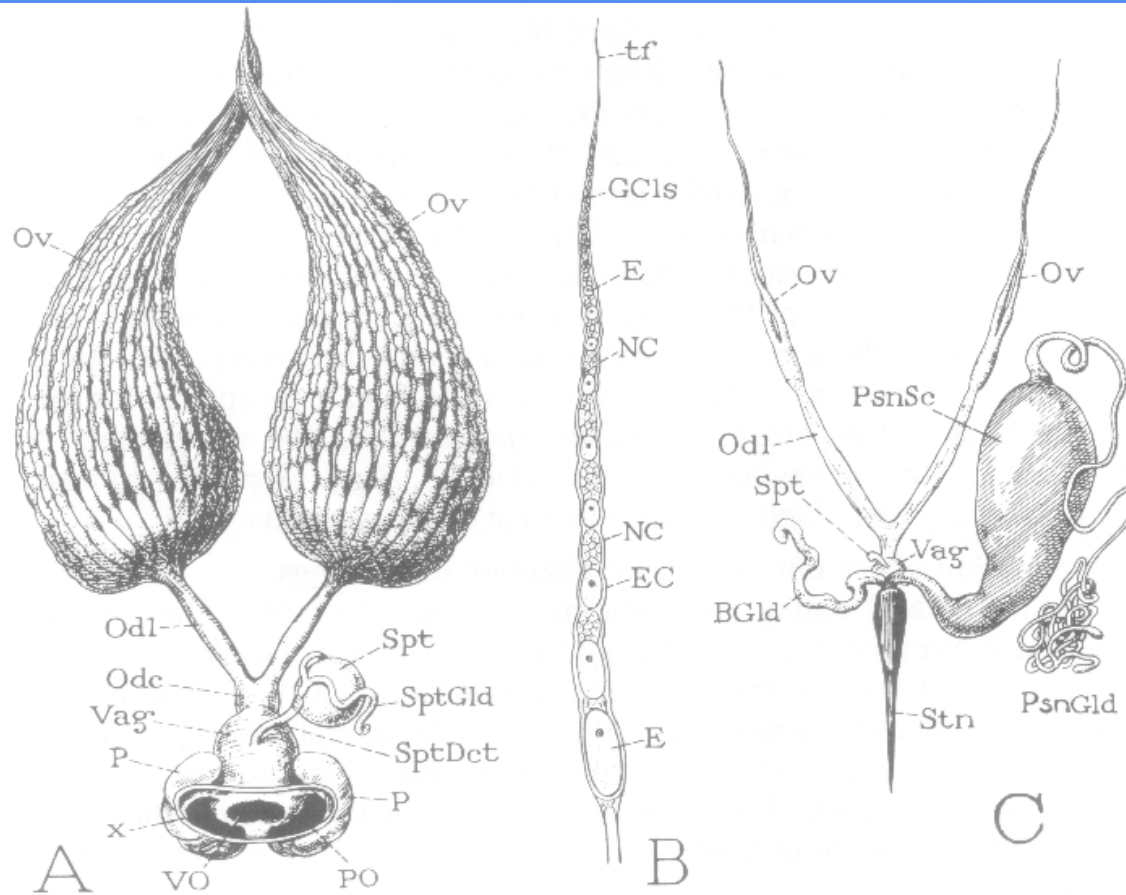 Ov
Ov
Odl
Odc
Vag
P
x
VO
Spt
SptGld
SptDct
P
PO
A
tf
GCls
E
NC
NC
EC
E
B
Ov
Ov
PsnSc
Odl
Spt
Vag
BGld
Stn
PsnGld
C